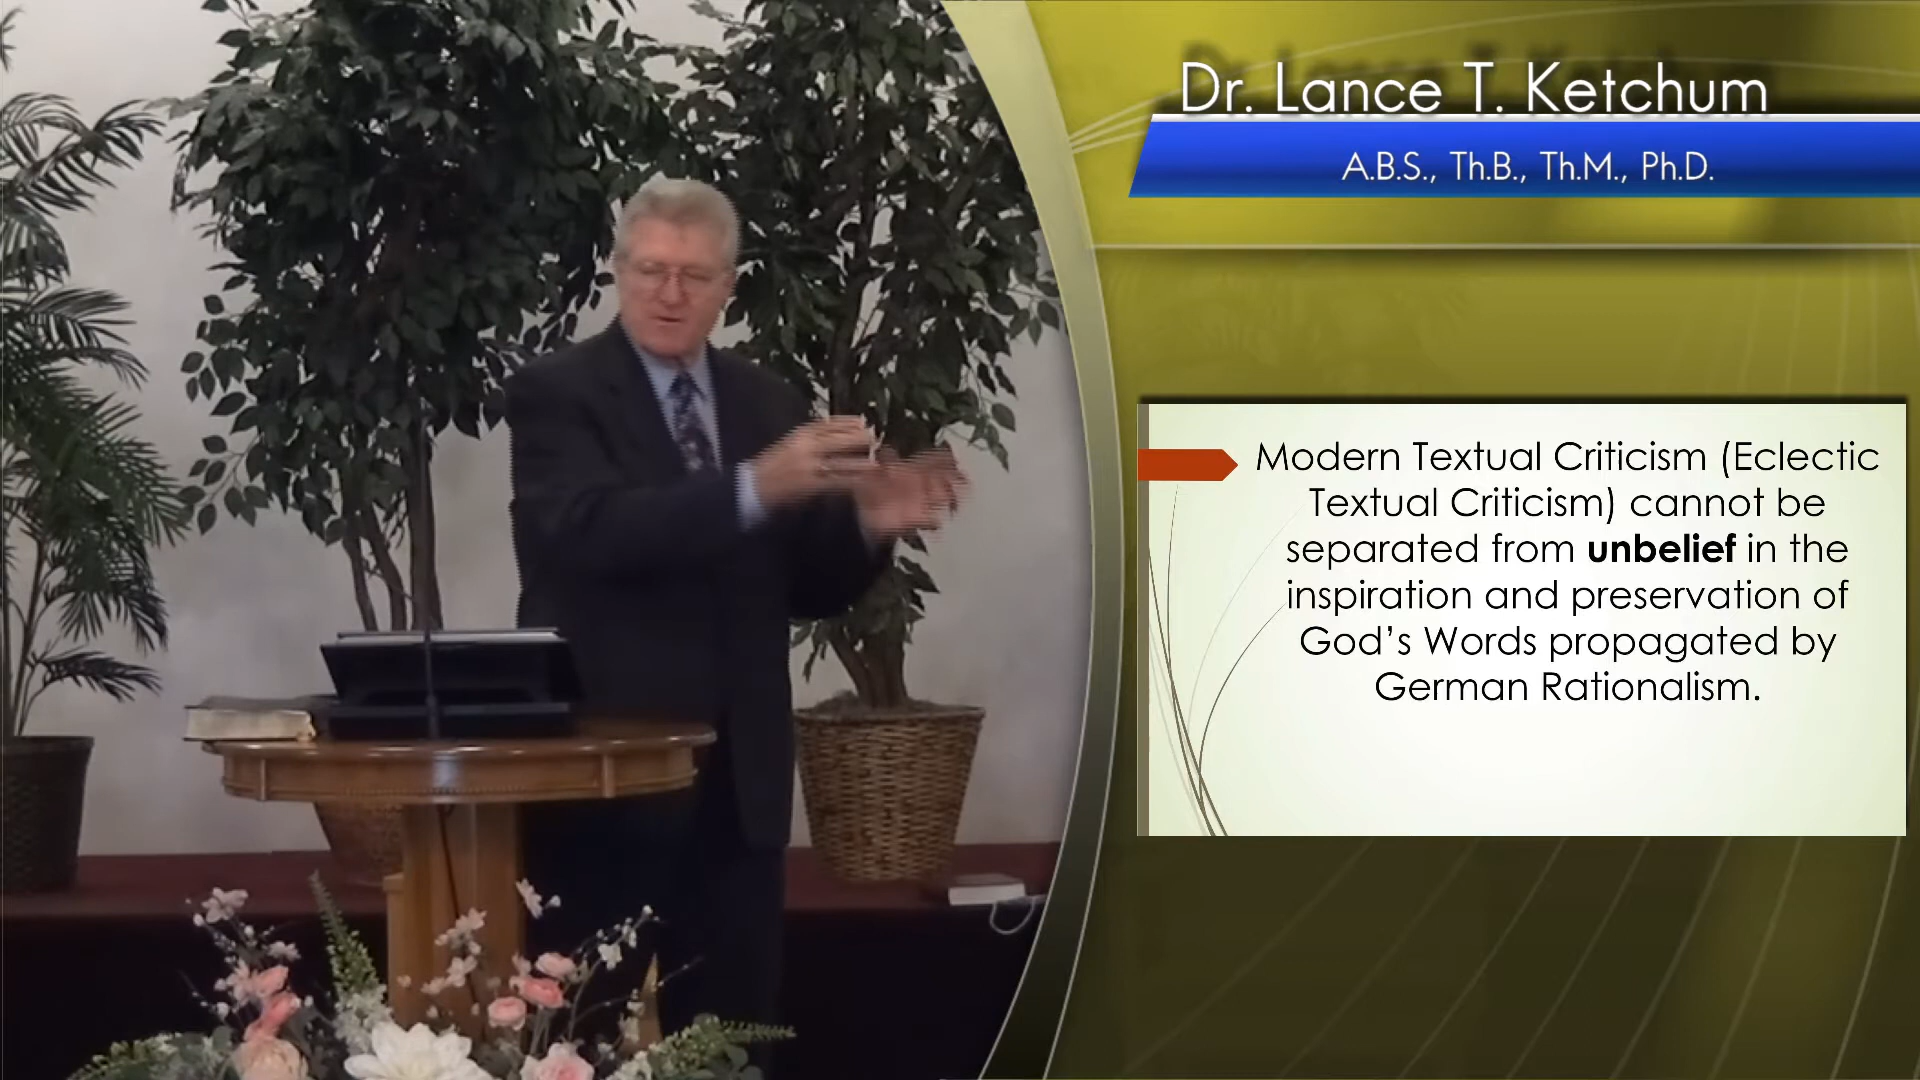 Dr. Lance T. Ketchum
A.B.S., Th.B., Th.M., Ph.D.
Modern Textual Criticism (Eclectic
Textual Criticism) cannot be
separated from unbelief in the
inspiration and preservation of
God’s Words propagated by
German Rationalism.